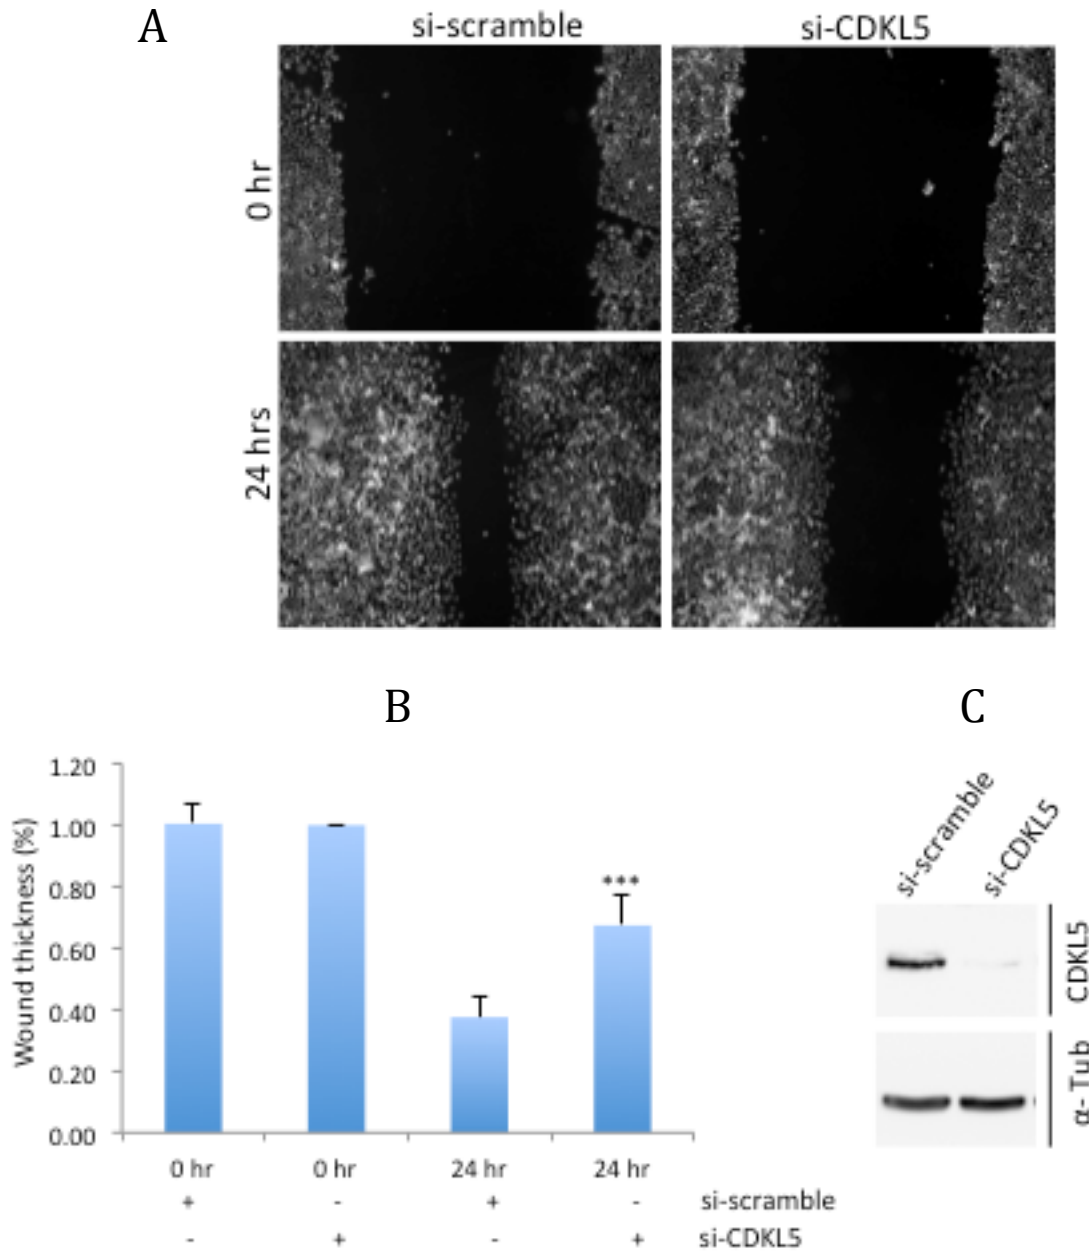 A
si-scramble si-CDKL5
0 hr
24 hrs
B
C
Wound thickness (%)
1.20
1.00
0.80
0.60
0.40
0.20
0.00
***
0 hr 0 hr 24 hr 24 hr
+ - + - si-scramble
- + - + si-CDKL5
si-scramble si-CDKL5
CDKL5
α- Tub